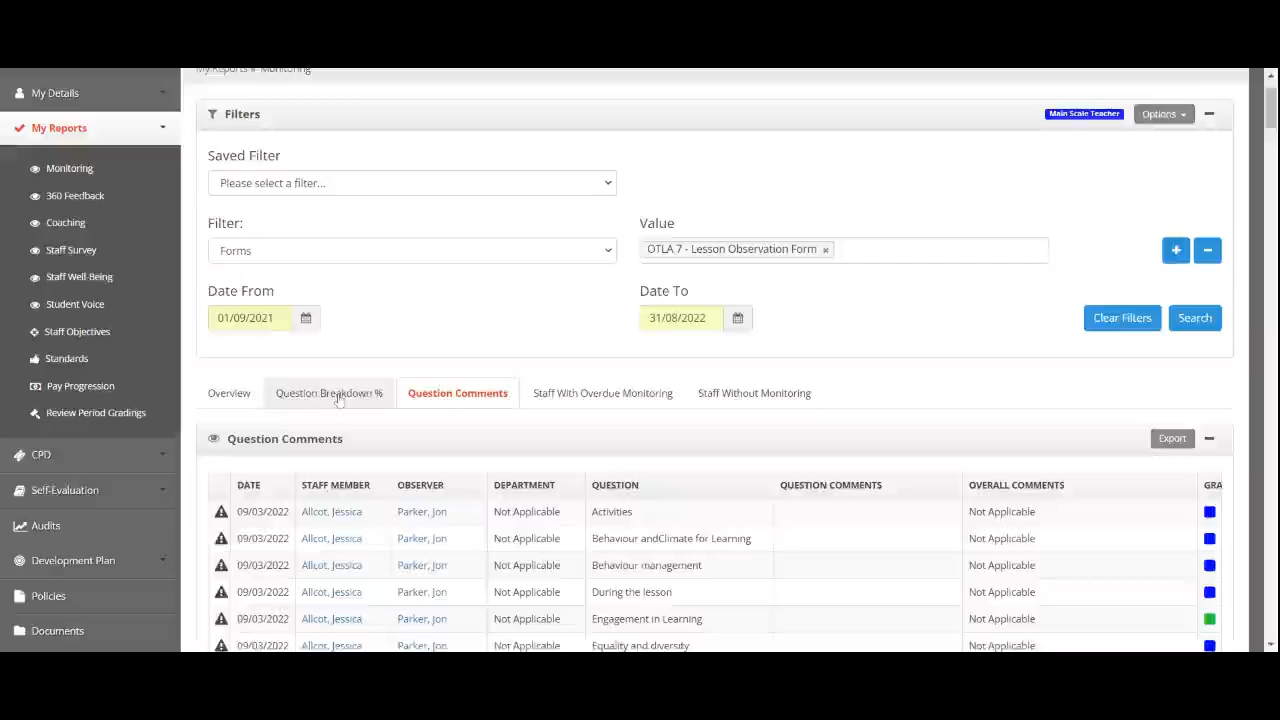 My Reports » Monitoring
My Details
My Reports
Monitoring
360 Feedback
Coaching
Staff Survey
Staff Well-Being
Student Voice
Staff Objectives
Standards
Pay Progression
Review Period Gradings
CPD
Self-Evaluation
Audits
Development Plan
Policies
Documents
Filters
Main Scale Teacher
Options
Saved Filter
Please select a filter...
Filter:
Value
Forms
OTLA 7 - Lesson Observation Form ×
Date From
Date To
01/09/2021
31/08/2022
Clear Filters
Search
Overview
Question Breakdown %
Question Comments
Staff With Overdue Monitoring
Staff Without Monitoring
Question Comments
Export
DATE STAFF MEMBER OBSERVER DEPARTMENT QUESTION QUESTION COMMENTS OVERALL COMMENTS GRA
09/03/2022 Allcot, Jessica Parker, Jon Not Applicable Activities Not Applicable
09/03/2022 Allcot, Jessica Parker, Jon Not Applicable Behaviour andClimate for Learning Not Applicable
09/03/2022 Allcot, Jessica Parker, Jon Not Applicable Behaviour management Not Applicable
09/03/2022 Allcot, Jessica Parker, Jon Not Applicable During the lesson Not Applicable
09/03/2022 Allcot, Jessica Parker, Jon Not Applicable Engagement in Learning Not Applicable
09/03/2022 Allcot, Jessica Parker, Jon Not Applicable Equality and diversity Not Applicable